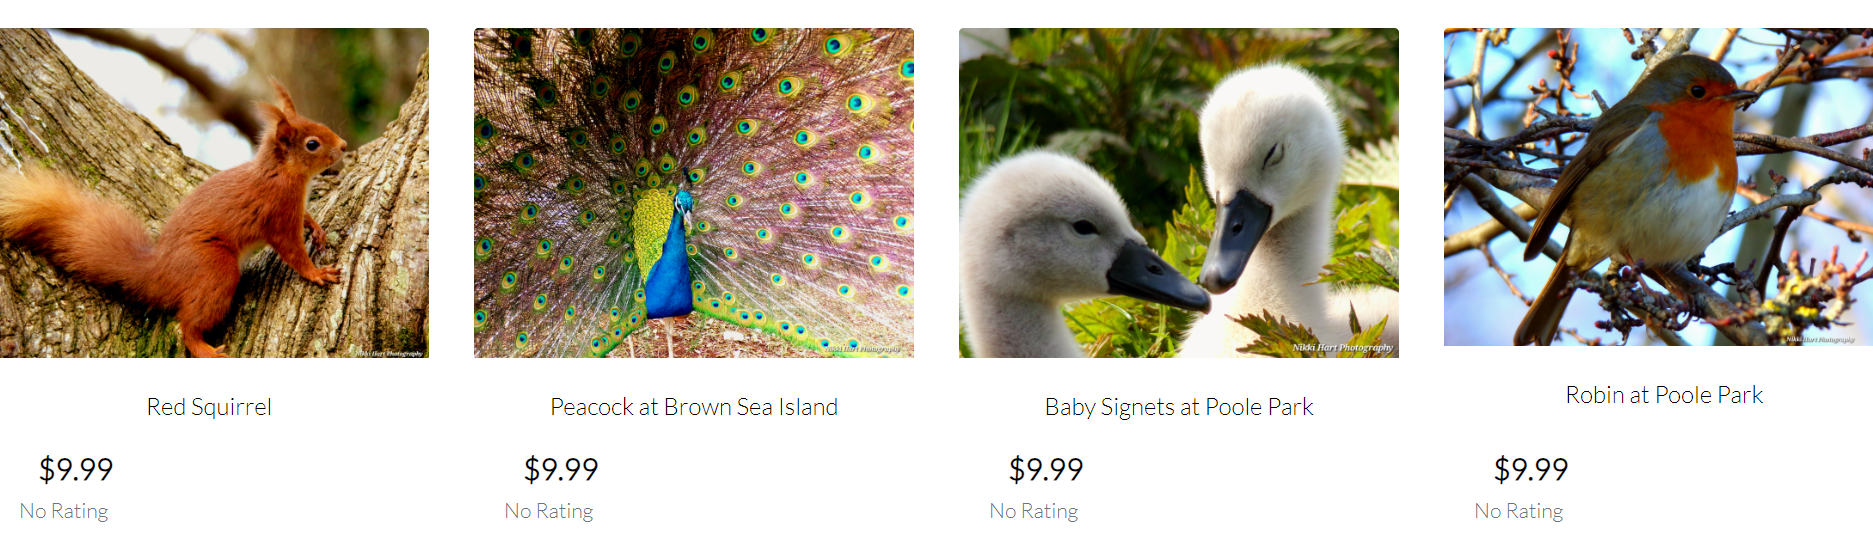 Nikki Hart Photography
Nikki Hart Photography
Nikki Hart Photography
Nikki Hart Photography
Red Squirrel
Peacock at Brown Sea Island
Baby Signets at Poole Park
Robin at Poole Park
$9.99
$9.99
$9.99
$9.99
No Rating
No Rating
No Rating
No Rating